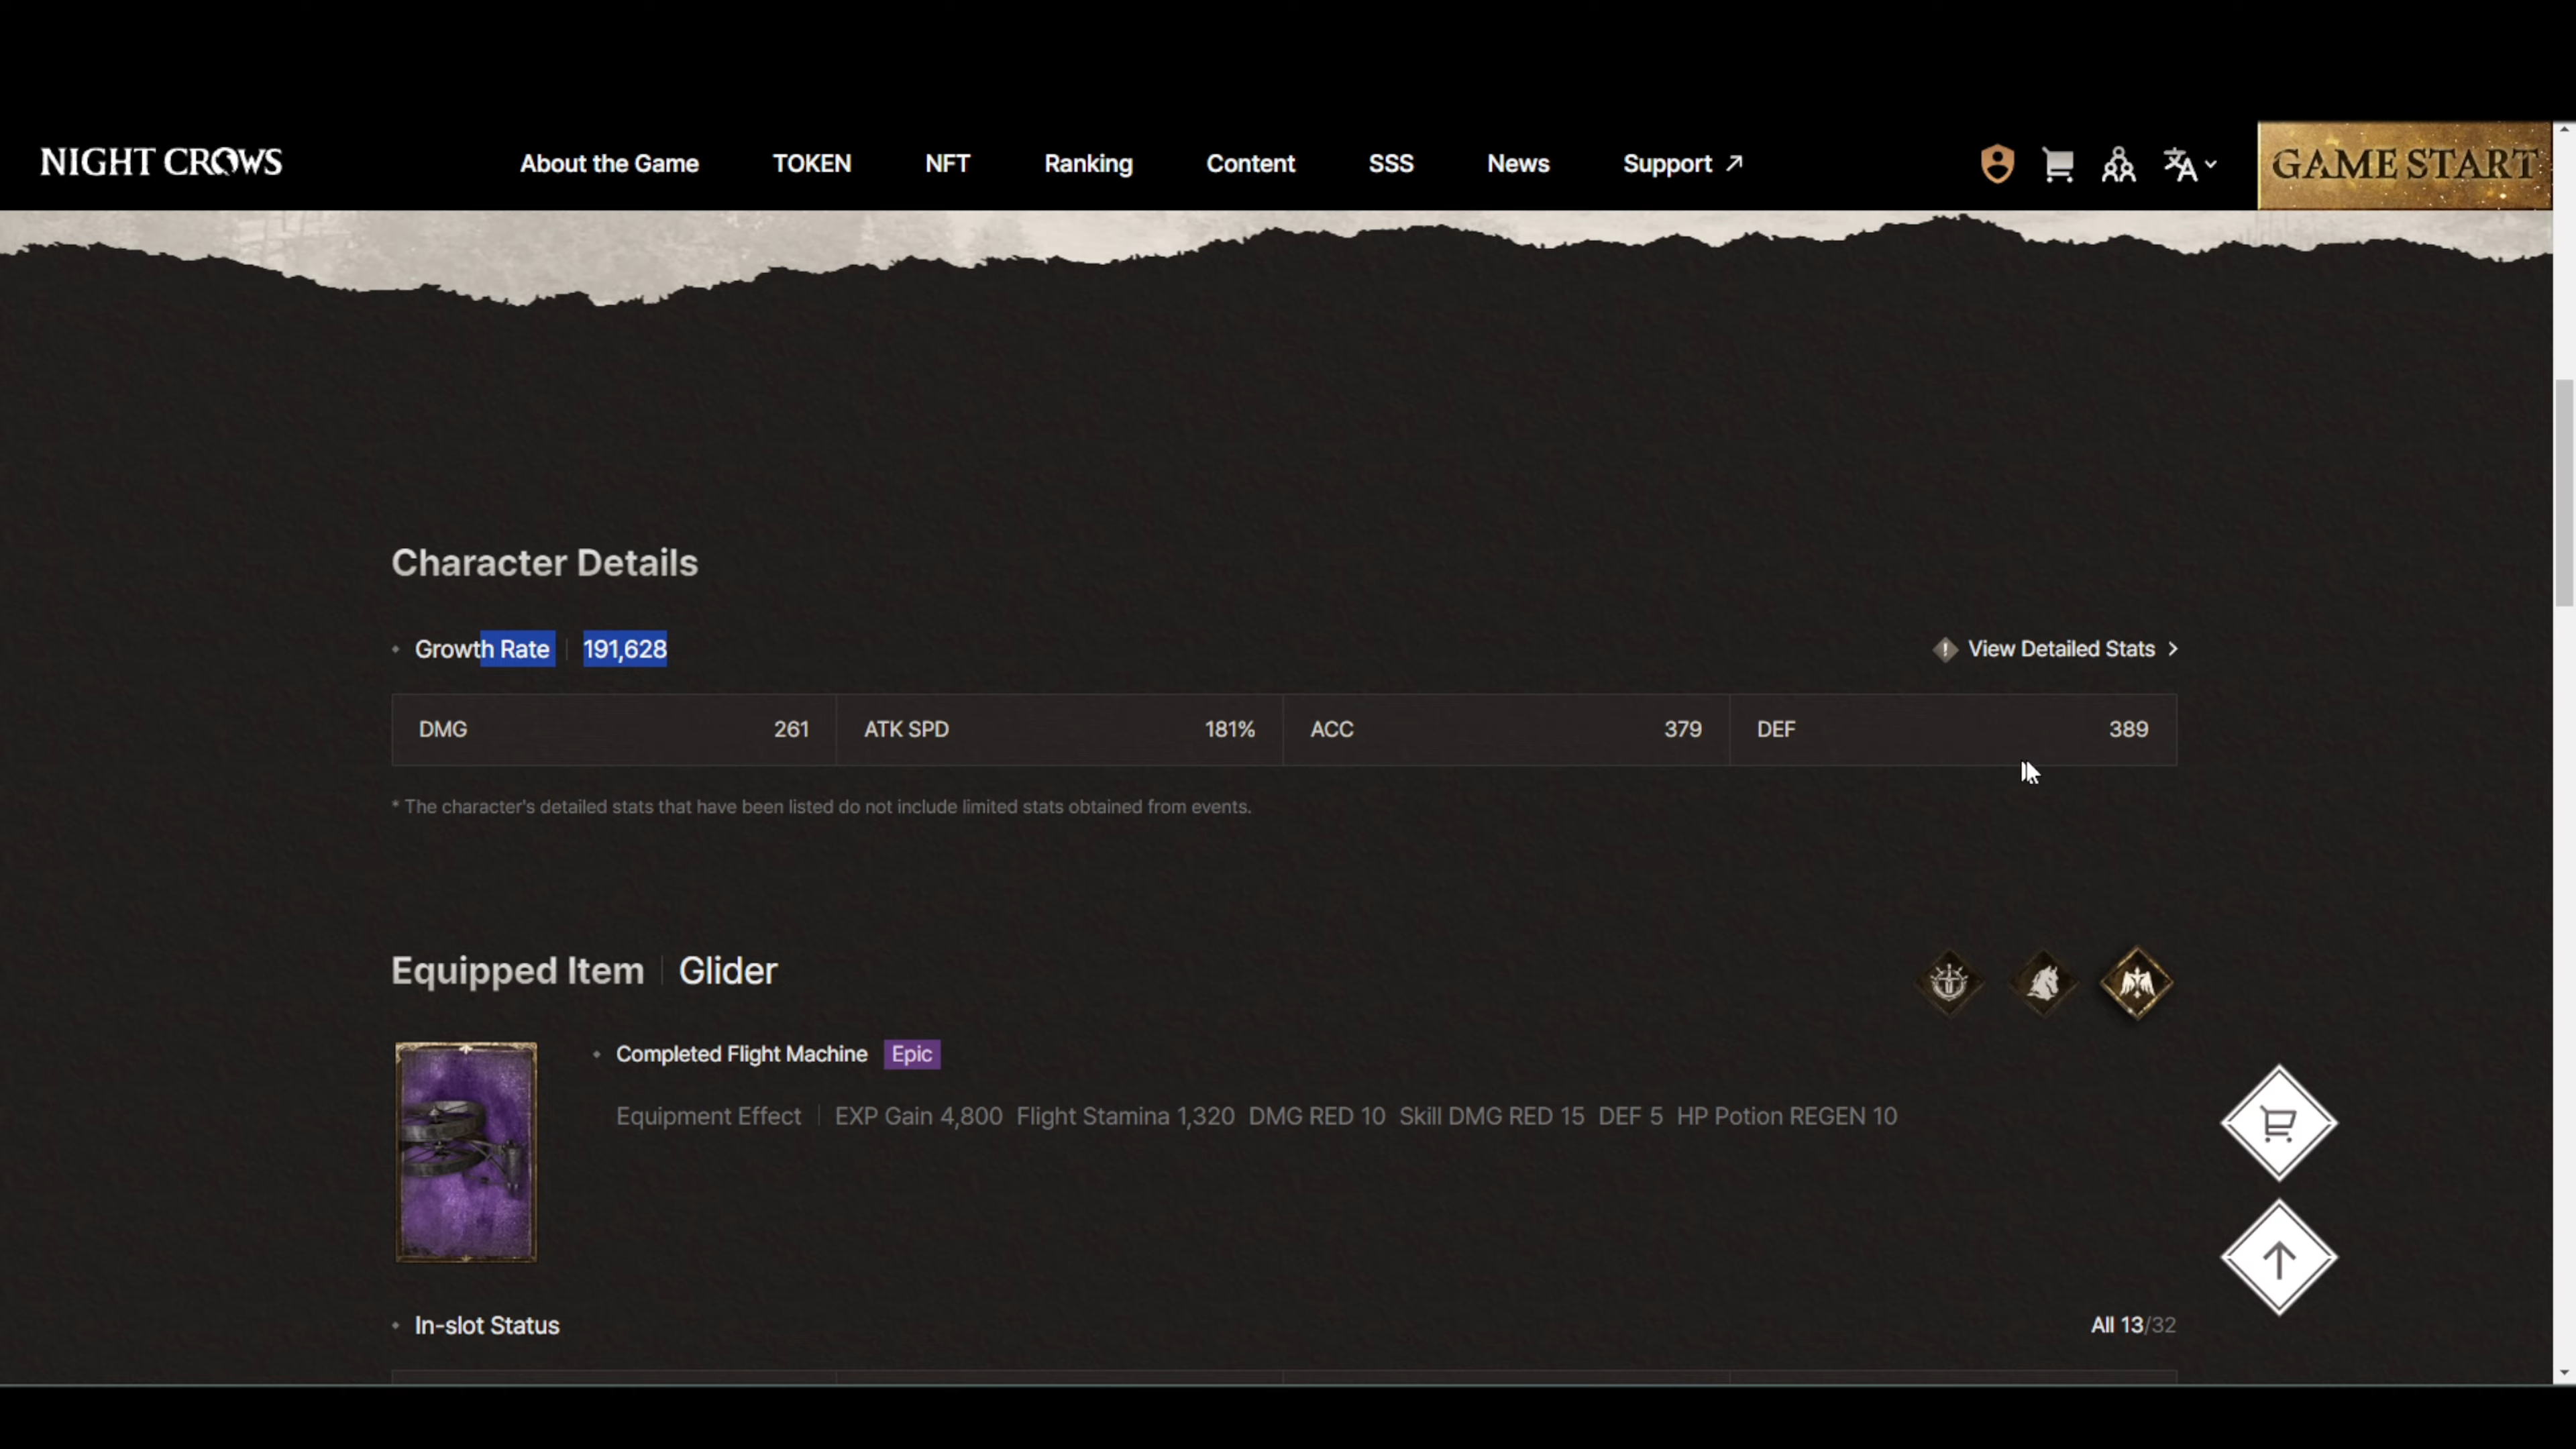 NIGHT CROWS About the Game TOKEN NFT Ranking Content SSS News Support GAME START
Character Details
Growth Rate 191,628 View Detailed Stats
DMG 261 ATK SPD 181% ACC 379 DEF 389
* The character's detailed stats that have been listed do not include limited stats obtained from events.
Equipped Item Glider
Completed Flight Machine Epic
Equipment Effect EXP Gain 4,800 Flight Stamina 1,320 DMG RED 10 Skill DMG RED 15 DEF 5 HP Potion REGEN 10
In-slot Status All 13/32